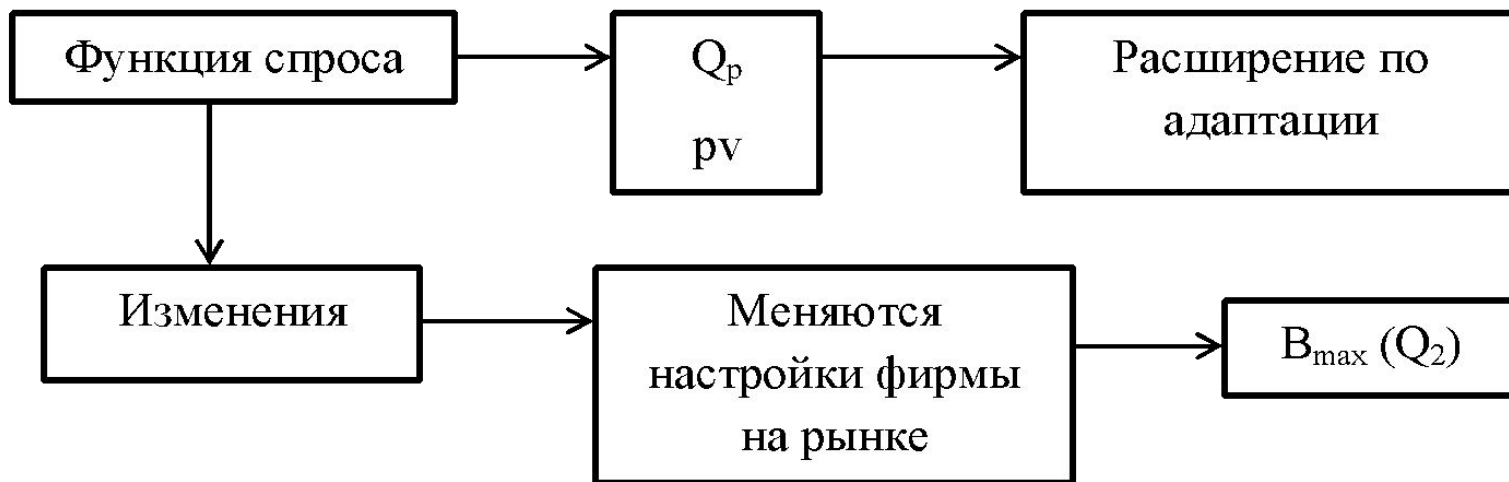 Функция спроса
Qₚ
pv
Расширение по
адаптации
Изменения
Меняются
настройки фирмы
на рынке
Bₘₐₓ (Q₂)